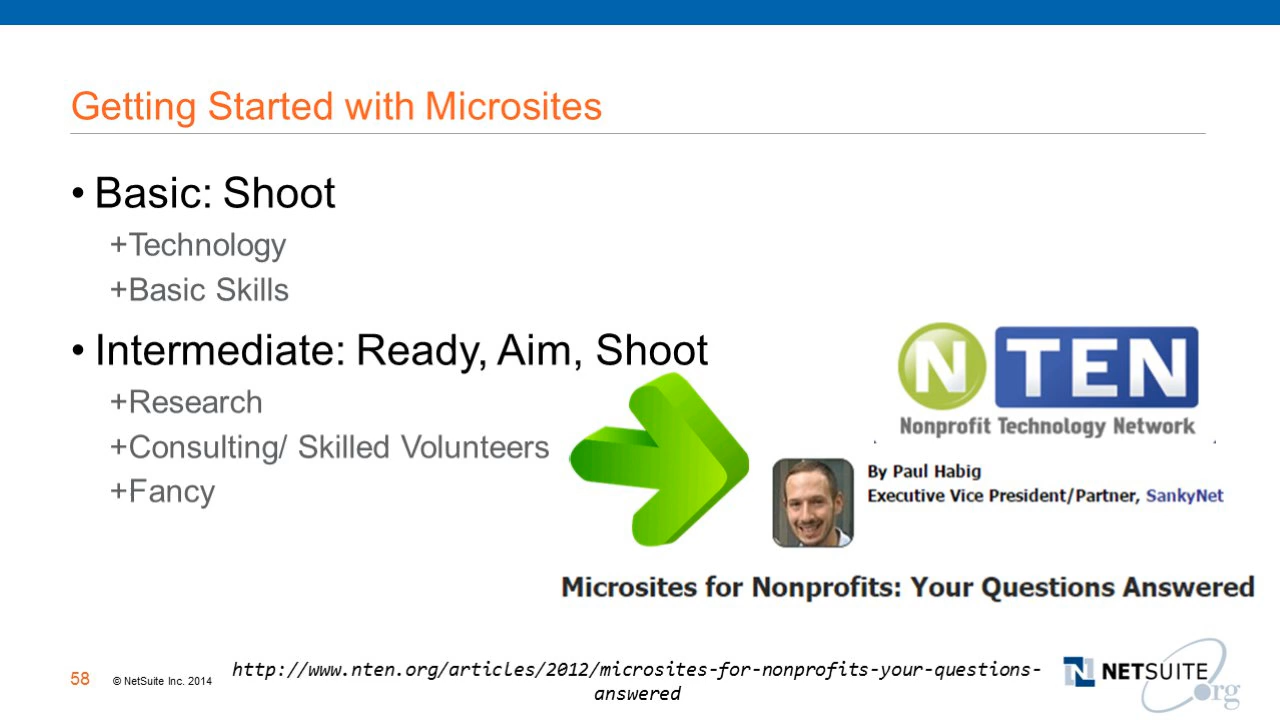 Getting Started with Microsites
• Basic: Shoot
+Technology
+Basic Skills
• Intermediate: Ready, Aim, Shoot
+Research
+Consulting/ Skilled Volunteers
+Fancy
N TEN
Nonprofit Technology Network
By Paul Habig
Executive Vice President/Partner, SankyNet
Microsites for Nonprofits: Your Questions Answered
58 © NetSuite Inc. 2014
http://www.nten.org/articles/2012/microsites-for-nonprofits-your-questions-
answered
N NETSUITE
.org